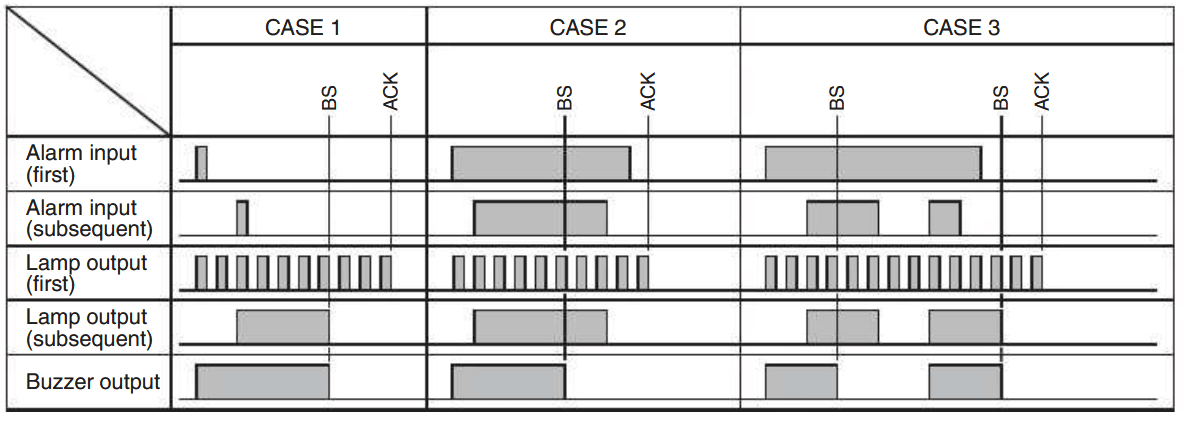 CASE 1
CASE 2
CASE 3
BS
ACK
BS
ACK
BS
BS
ACK
Alarm input
(first)
Alarm input
(subsequent)
Lamp output
(first)
Lamp output
(subsequent)
Buzzer output